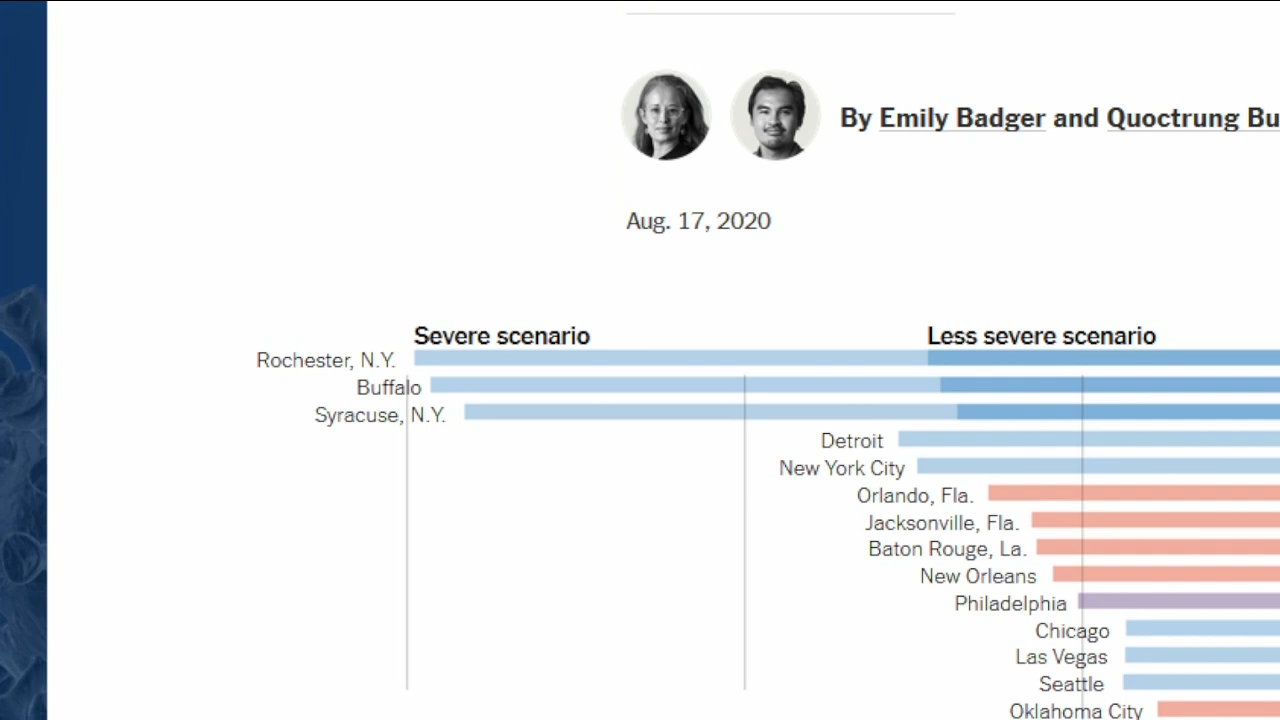 By Emily Badger and Quoctrung Bu
Aug. 17, 2020
Severe scenario
Less severe scenario
Rochester, N.Y.
Buffalo
Syracuse, N.Y.
Detroit
New York City
Orlando, Fla.
Jacksonville, Fla.
Baton Rouge, La.
New Orleans
Philadelphia
Chicago
Las Vegas
Seattle
Oklahoma City